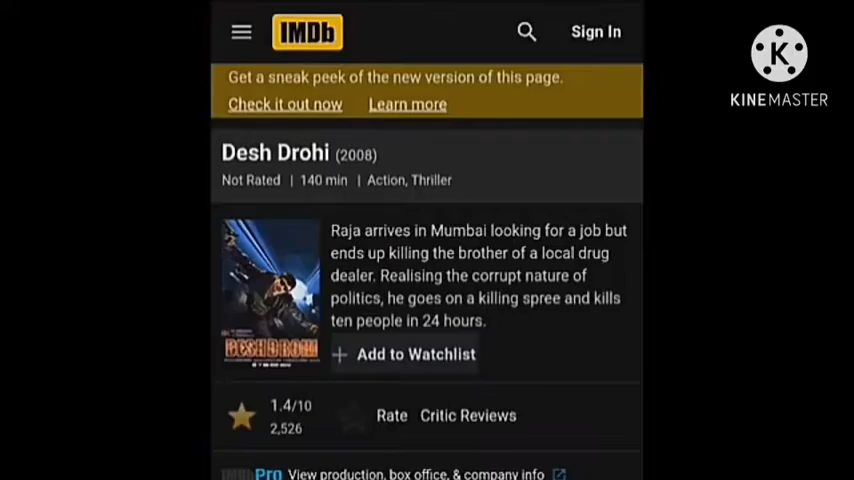 IMDb
Sign In
KINEMASTER
Get a sneak peek of the new version of this page.
Check it out now Learn more
Desh Drohi (2008)
Not Rated | 140 min | Action, Thriller
Raja arrives in Mumbai looking for a job but
ends up killing the brother of a local drug
dealer. Realising the corrupt nature of
politics, he goes on a killing spree and kills
ten people in 24 hours.
DESH DROHI
+ Add to Watchlist
1.4/10
2,526
Rate Critic Reviews
IMDbPro View production, box office, & company info